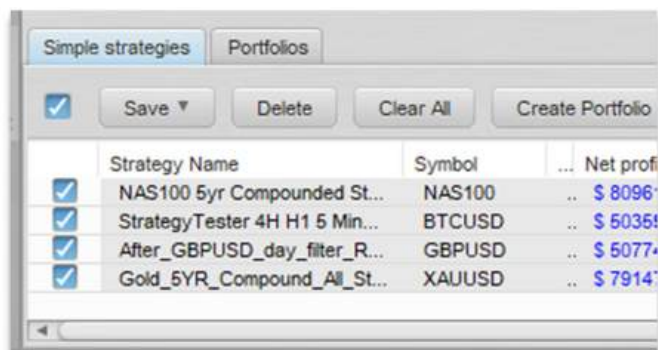 Simple strategies Portfolios
Save Delete Clear All Create Portfolio
Strategy Name Symbol ... Net profi
NAS100 5yr Compounded St... NAS100 .. $ 80961
StrategyTester 4H H1 5 Min... BTCUSD .. $ 50355
After_GBPUSD_day_filter_R... GBPUSD .. $ 50774
Gold_5YR_Compound_All_St... XAUUSD .. $ 79147